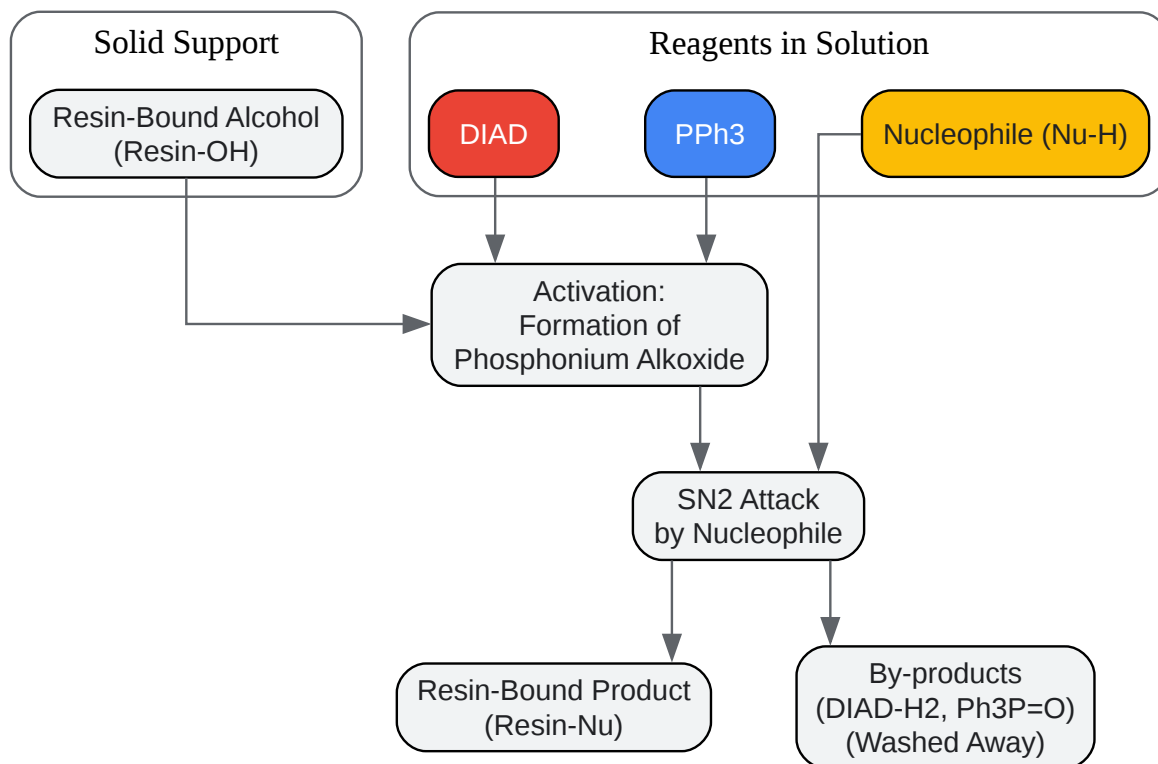 Solid Support
Reagents in Solution
Resin-Bound Alcohol
(Resin-OH)
DIAD
PPh3
Nucleophile (Nu-H)
Activation:
Formation of
Phosphonium Alkoxide
SN2 Attack
by Nucleophile
Resin-Bound Product
(Resin-Nu)
By-products
(DIAD-H2, Ph3P=O)
(Washed Away)